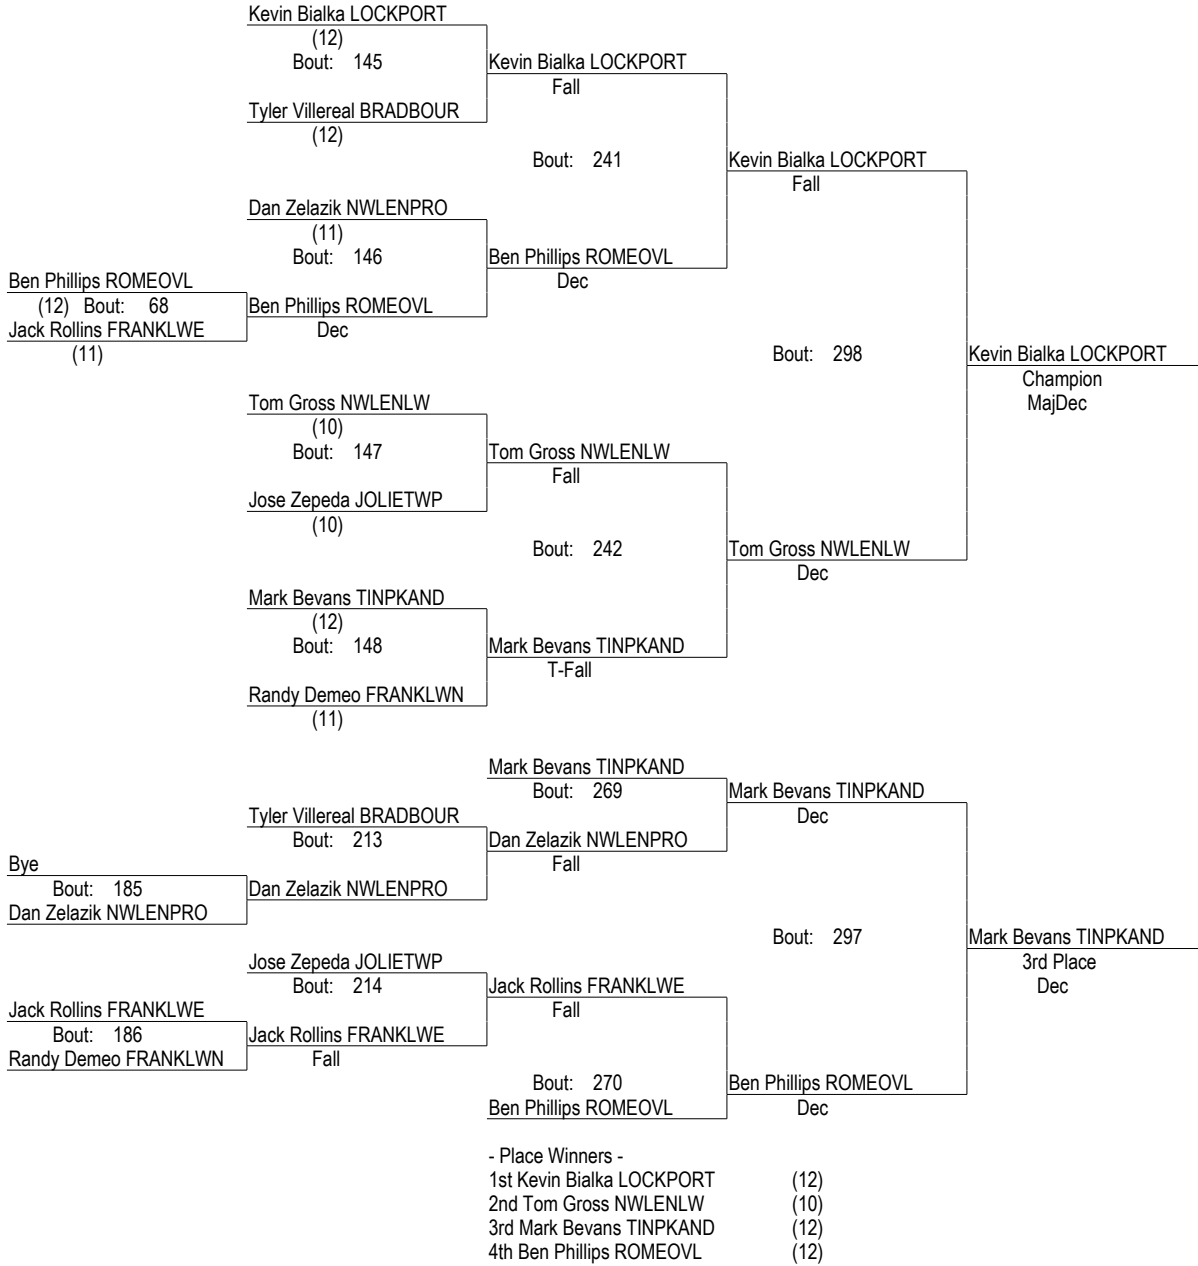 Kevin Bialka LOCKPORT
(12)
Bout: 145
Kevin Bialka LOCKPORT
Fall
Tyler Villereal BRADBOUR
(12)
Bout: 241
Kevin Bialka LOCKPORT
Fall
Dan Zelazik NWLENPRO
(11)
Bout: 146
Ben Phillips ROMEOVL
Dec
Ben Phillips ROMEOVL
(12) Bout: 68
Ben Phillips ROMEOVL
Dec
Jack Rollins FRANKLWE
(11)
Bout: 298
Kevin Bialka LOCKPORT
Champion
MajDec
Tom Gross NWLENLW
(10)
Bout: 147
Tom Gross NWLENLW
Fall
Jose Zepeda JOLIETWP
(10)
Bout: 242
Tom Gross NWLENLW
Dec
Mark Bevans TINPKAND
(12)
Bout: 148
Mark Bevans TINPKAND
T-Fall
Randy Demeo FRANKLWN
(11)
Mark Bevans TINPKAND
Bout: 269
Mark Bevans TINPKAND
Dec
Tyler Villereal BRADBOUR
Bout: 213
Dan Zelazik NWLENPRO
Fall
Bye
Bout: 185
Dan Zelazik NWLENPRO
Dan Zelazik NWLENPRO
Bout: 297
Mark Bevans TINPKAND
3rd Place
Dec
Jose Zepeda JOLIETWP
Bout: 214
Jack Rollins FRANKLWE
Fall
Jack Rollins FRANKLWE
Bout: 186
Jack Rollins FRANKLWE
Fall
Randy Demeo FRANKLWN
Bout: 270
Ben Phillips ROMEOVL
Dec
Ben Phillips ROMEOVL
- Place Winners -
1st Kevin Bialka LOCKPORT (12)
2nd Tom Gross NWLENLW (10)
3rd Mark Bevans TINPKAND (12)
4th Ben Phillips ROMEOVL (12)